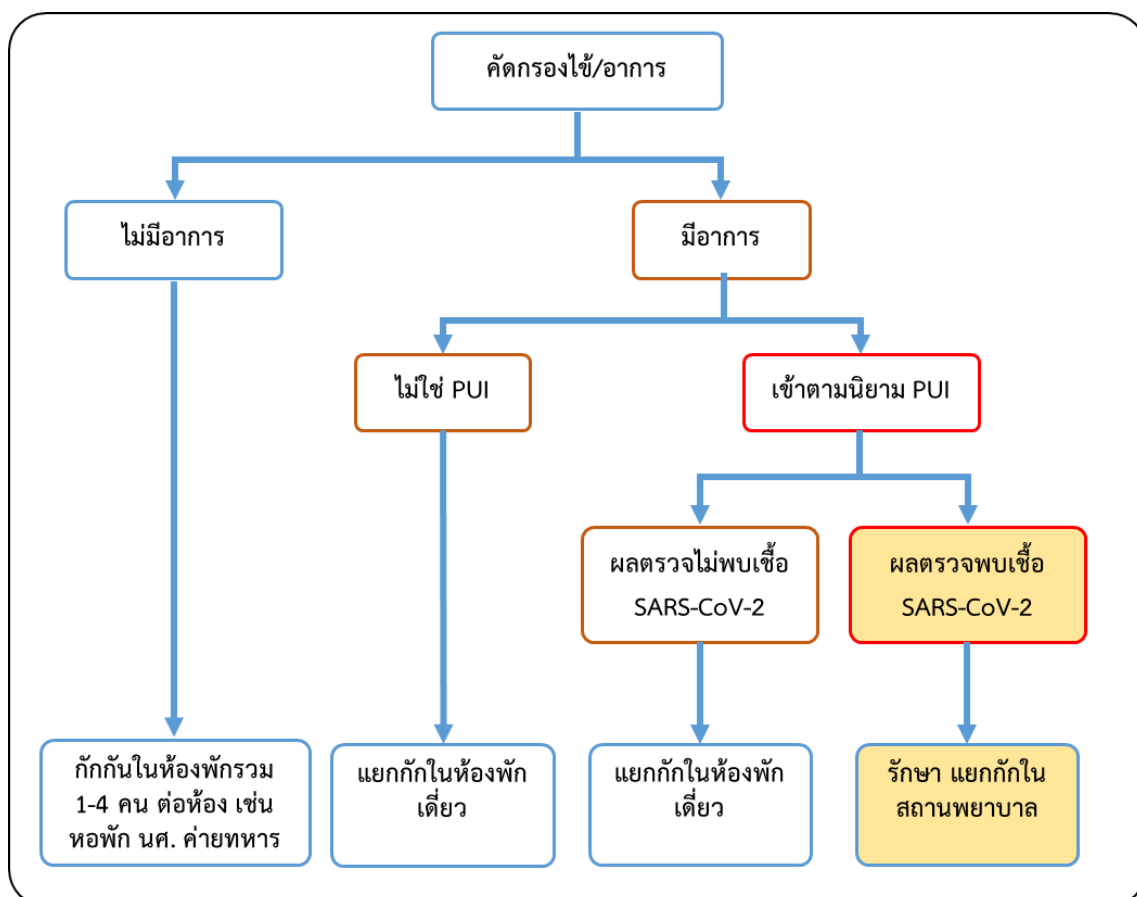 คัดกรองไข้/อาการ
ไม่มีอาการ
มีอาการ
ไม่ใช่ PUI
เข้าตามนิยาม PUI
ผลตรวจไม่พบเชื้อ
SARS-CoV-2
ผลตรวจพบเชื้อ
SARS-CoV-2
กักกันในห้องพักรวม
1-4 คน ต่อห้อง เช่น
หอพัก นศ. ค่ายทหาร
แยกกักในห้องพัก
เดี่ยว
แยกกักในห้องพัก
เดี่ยว
รักษา แยกกักใน
สถานพยาบาล